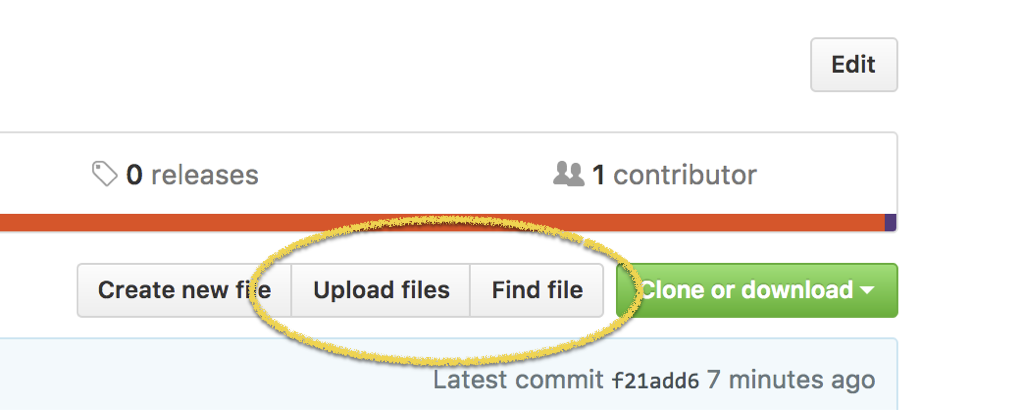 Edit
0 releases 1 contributor
Create new file Upload files Find file Clone or download
Latest commit f21add6 7 minutes ago